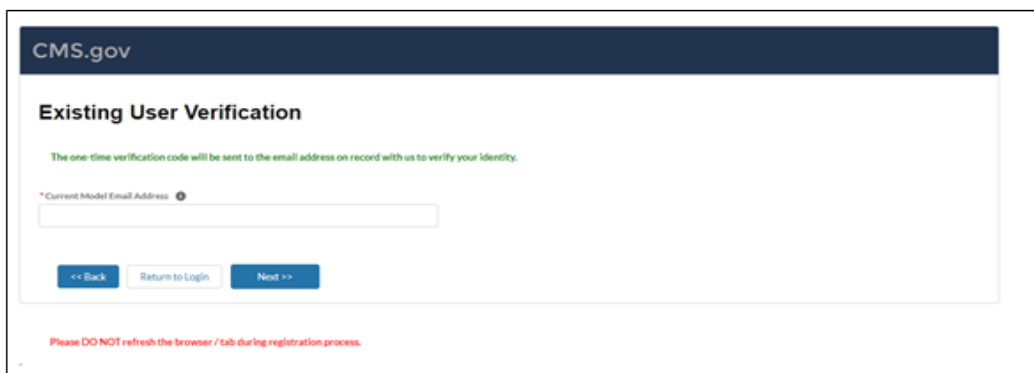 CMS.gov
Existing User Verification
The one-time verification code will be sent to the email address on record with us to verify your identity.
*Current Model Email Address
<< Back Return to Login Next >>
Please DO NOT refresh the browser / tab during registration process.